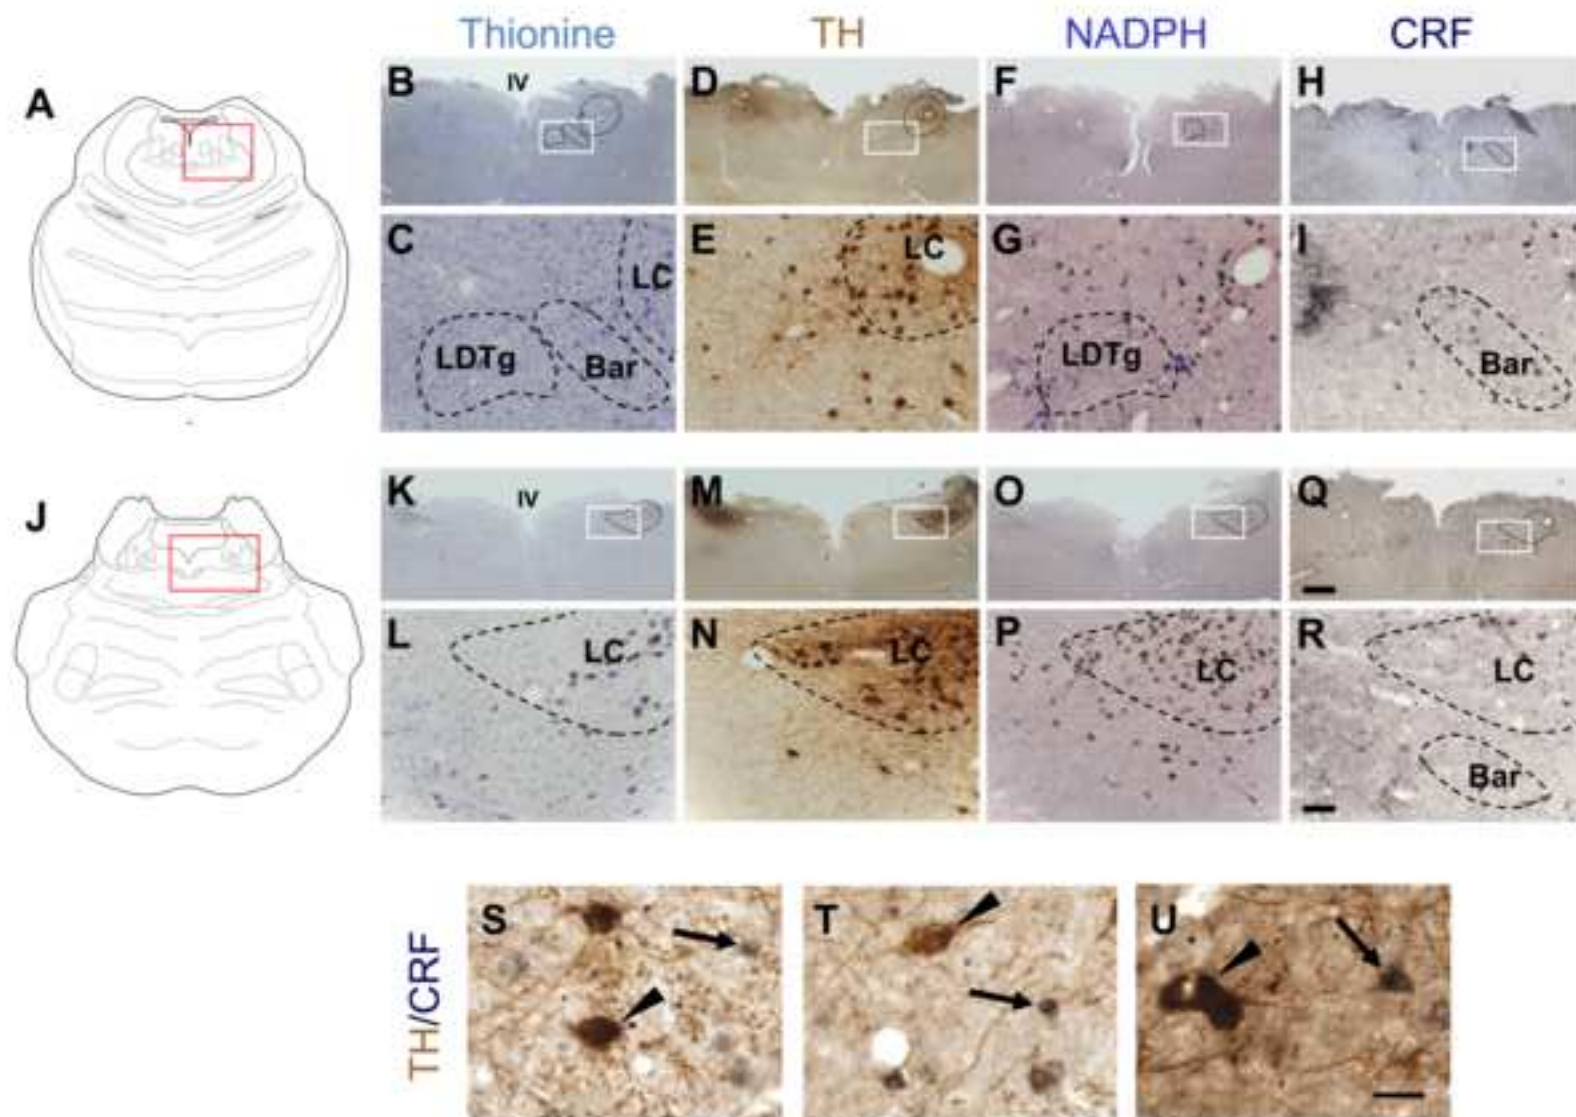 Thionine TH NADPH CRF
A B IV D F H
C LC E LC G I
LDTg Bar LDTg Bar
J K IV M O Q
L LC N LC P LC R LC
Bar
TH/CRF S T U